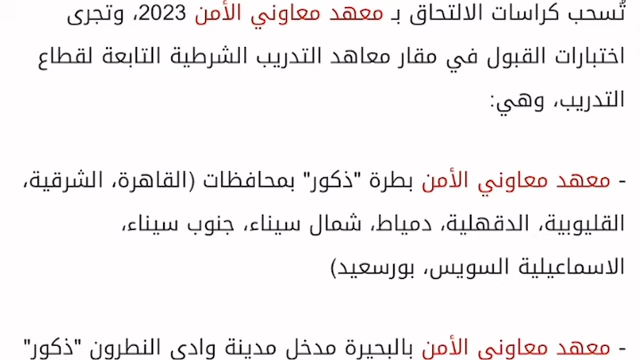 تُسحب كراسات الالتحاق بـ معهد معاوني الأمن 2023، وتجرى
اختبارات القبول في مقار معاهد التدريب الشرطية التابعة لقطاع
التدريب، وهي:
- معهد معاوني الأمن بطرة "ذكور" بمحافظات (القاهرة، الشرقية،
القليوبية، الدقهلية، دمياط، شمال سيناء، جنوب سيناء،
الاسماعيلية السويس، بورسعيد)
- معهد معاوني الأمن بالبحيرة مدخل مدينة وادى النطرون "ذكور"